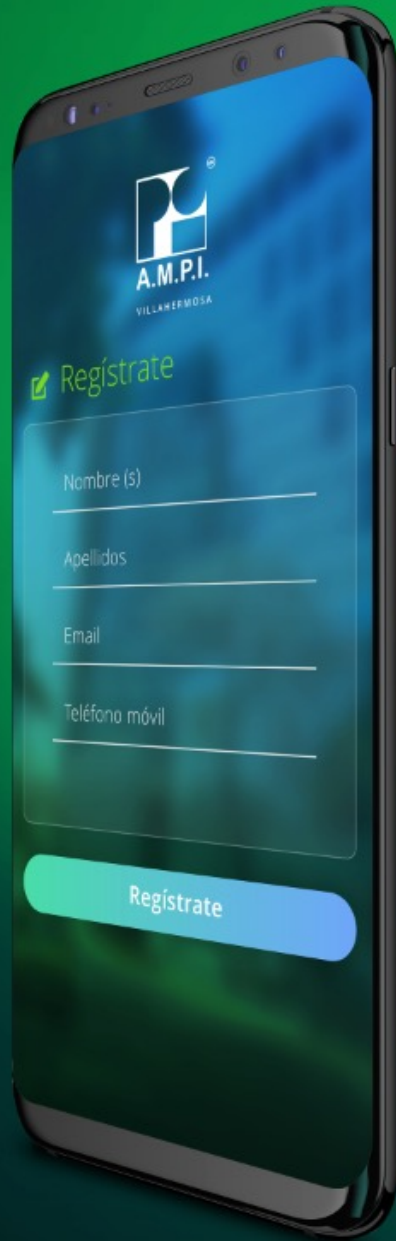 A.M.P.I.
VILLAHERMOSA
Regístrate
Nombre (s)
Apellidos
Email
Teléfono móvil
Regístrate